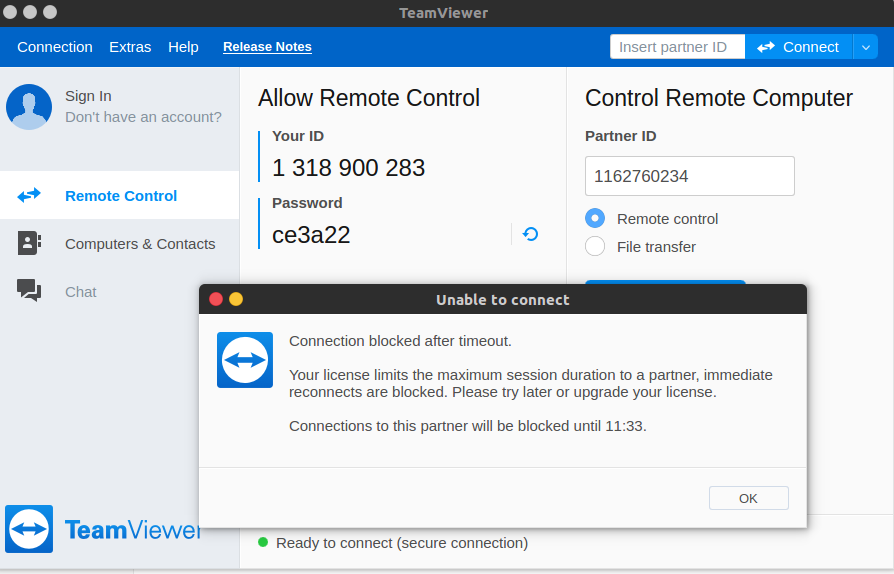 TeamViewer
Connection Extras Help Release Notes Insert partner ID Connect
Sign In
Don't have an account?
Remote Control
Computers & Contacts
Chat
TeamViewer
Allow Remote Control
Your ID
1 318 900 283
Password
ce3a22
Control Remote Computer
Partner ID
1162760234
Remote control
File transfer
Unable to connect
Connection blocked after timeout.
Your license limits the maximum session duration to a partner, immediate
reconnects are blocked. Please try later or upgrade your license.
Connections to this partner will be blocked until 11:33.
OK
Ready to connect (secure connection)